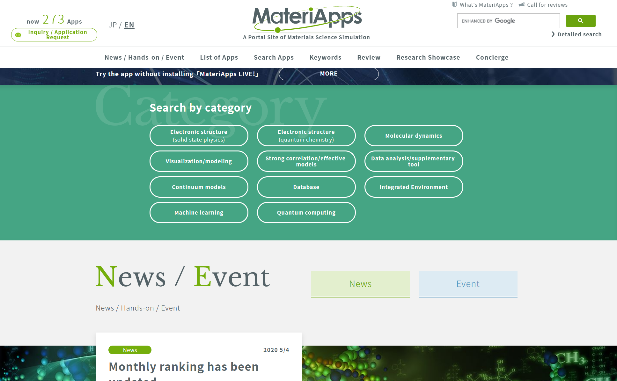 now 273 Apps
Inquiry / Application Request
JP / EN
MateriApps
A Portal Site of Materials Science Simulation
What's MateriApps ?
Call for reviews
ENHANCED BY Google
Detailed search
News / Hands-on / Event
List of Apps
Search Apps
Keywords
Review
Research Showcase
Concierge
Try the app without installing「MateriApps LIVE!」
MORE
Category
Search by category
Electronic structure
(solid state physics)
Electronic structure
(quantum chemistry)
Molecular dynamics
Visualization/modeling
Strong correlation/effective
models
Data analysis/supplementary
tool
Continuum models
Database
Integrated Environment
Machine learning
Quantum computing
News / Event
News
Event
News / Hands-on / Event
News
2020 5/4
Monthly ranking has been
updated
CH3